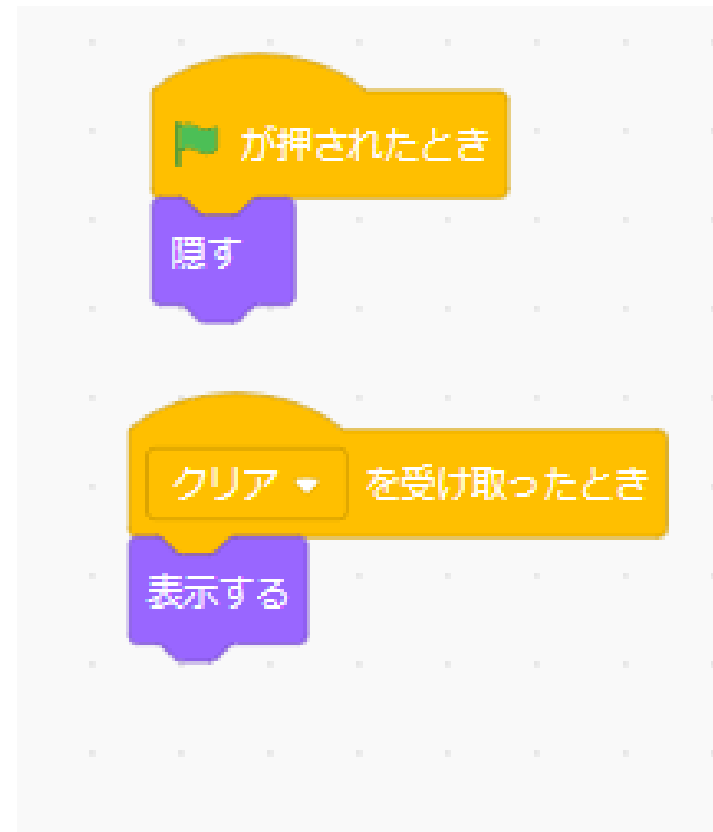 が押されたとき
隠す
クリア を受け取ったとき
表示する